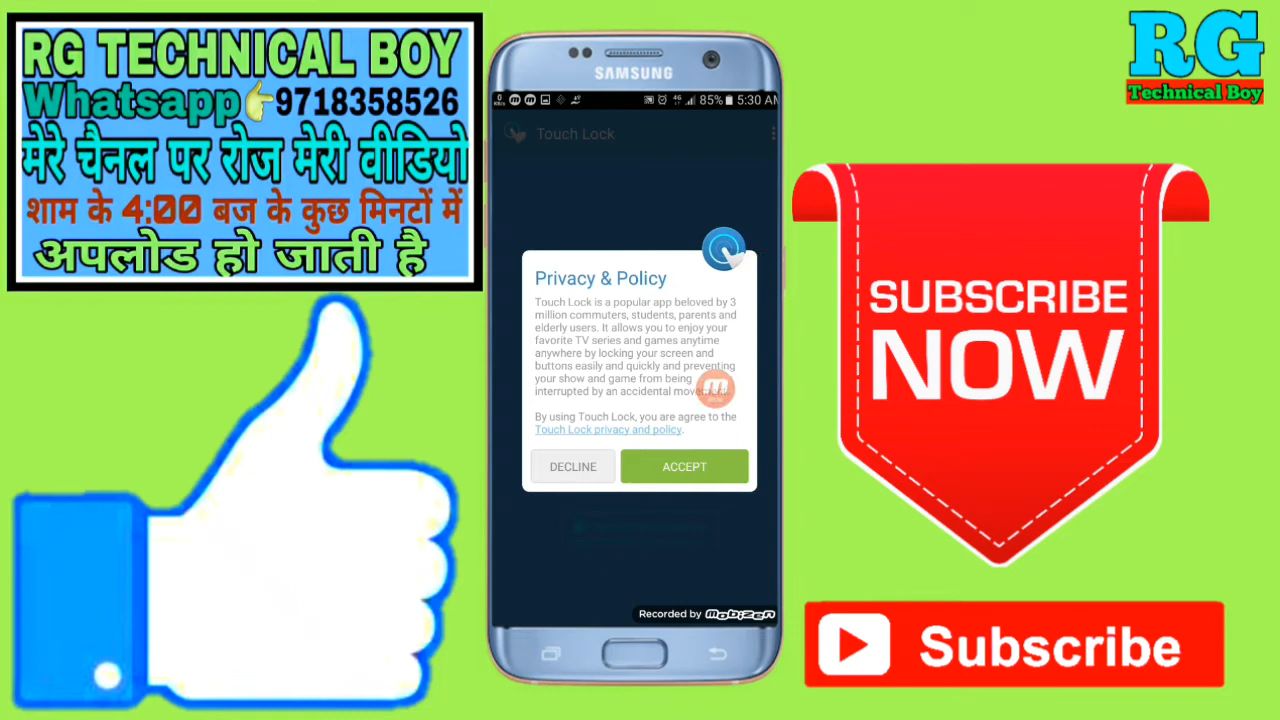 RG TECHNICAL BOY
Whatsapp 9718358526
मेरे चैनल पर रोज मेरी वीडियो
शाम के 4:00 बज के कुछ मिनटों में
अपलोड हो जाती है
SAMSUNG
85% 5:30 AM
Touch Lock
Privacy & Policy
Touch Lock is a popular app beloved by 3
million commuters, students, parents and
elderly users. It allows you to enjoy your
favorite TV series and games anytime
anywhere by locking your screen and
buttons easily and quickly and preventing
your show and game from being
interrupted by an accidental
By using Touch Lock, you are agree to the
Touch Lock privacy and policy.
DECLINE
ACCEPT
Recorded by Mobizen
RG
Technical Boy
SUBSCRIBE
NOW
Subscribe